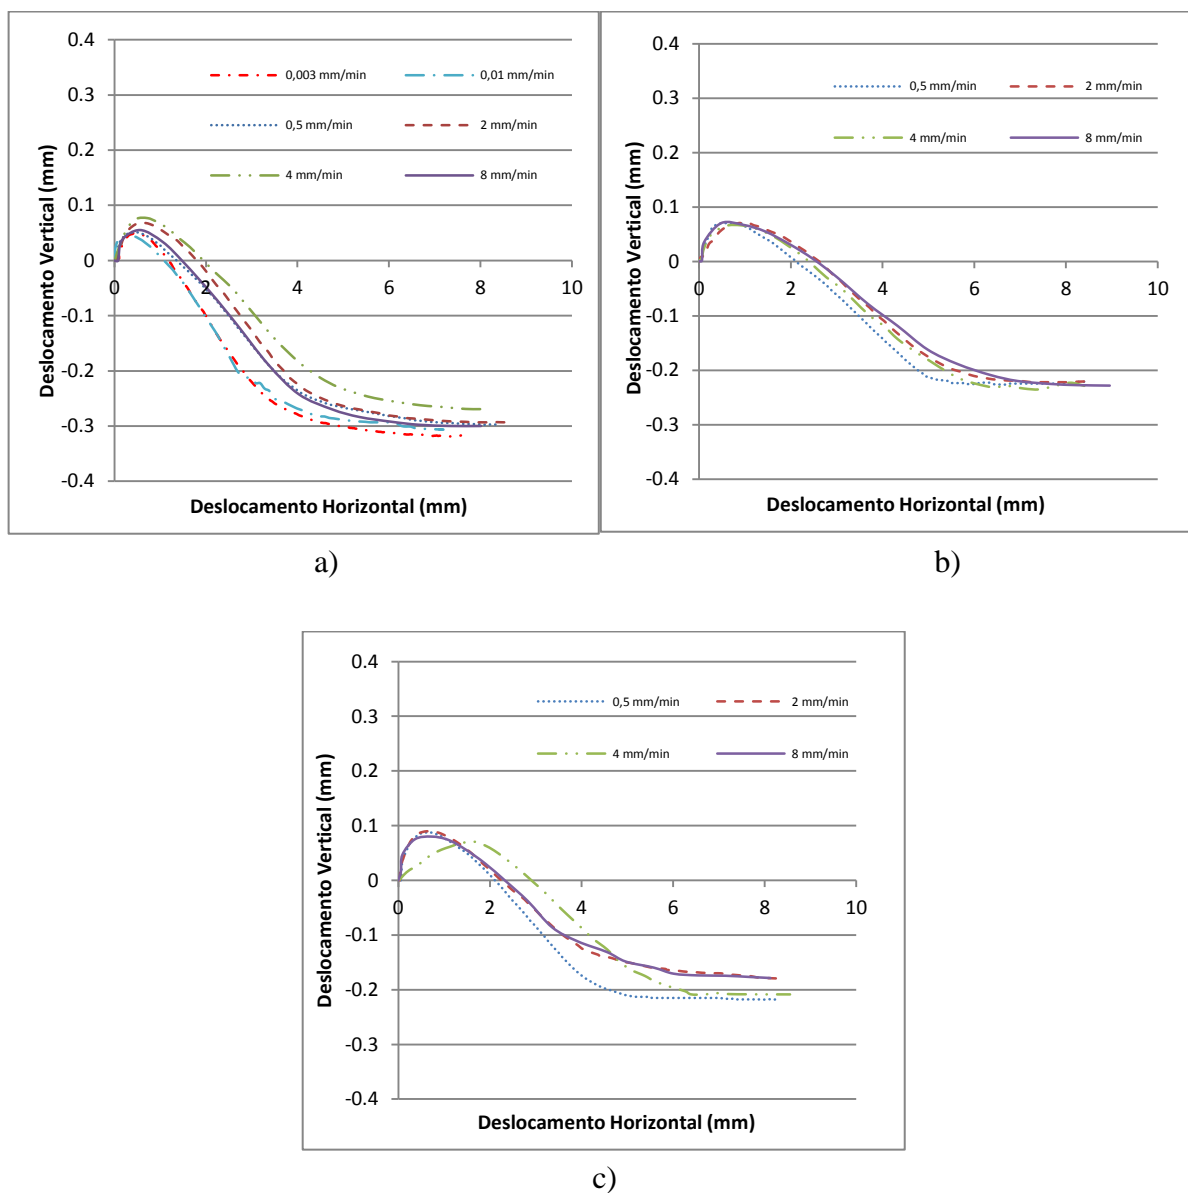 0.4
0,003 mm/min 0,01 mm/min
0.3
0,5 mm/min 2 mm/min
0.2
4 mm/min 8 mm/min
0.1
0
0 2 4 6 8 10
-0.1
-0.2
-0.3
-0.4
Deslocamento Vertical (mm)
Deslocamento Horizontal (mm)
a)
0.4
0,5 mm/min 2 mm/min
0.3
4 mm/min 8 mm/min
0.2
0.1
0
0 2 4 6 8 10
-0.1
-0.2
-0.3
-0.4
Deslocamento Vertical (mm)
Deslocamento Horizontal (mm)
b)
0.4
0,5 mm/min 2 mm/min
0.3
4 mm/min 8 mm/min
0.2
0.1
0
0 2 4 6 8 10
-0.1
-0.2
-0.3
-0.4
Deslocamento Vertical (mm)
Deslocamento Horizontal (mm)
c)